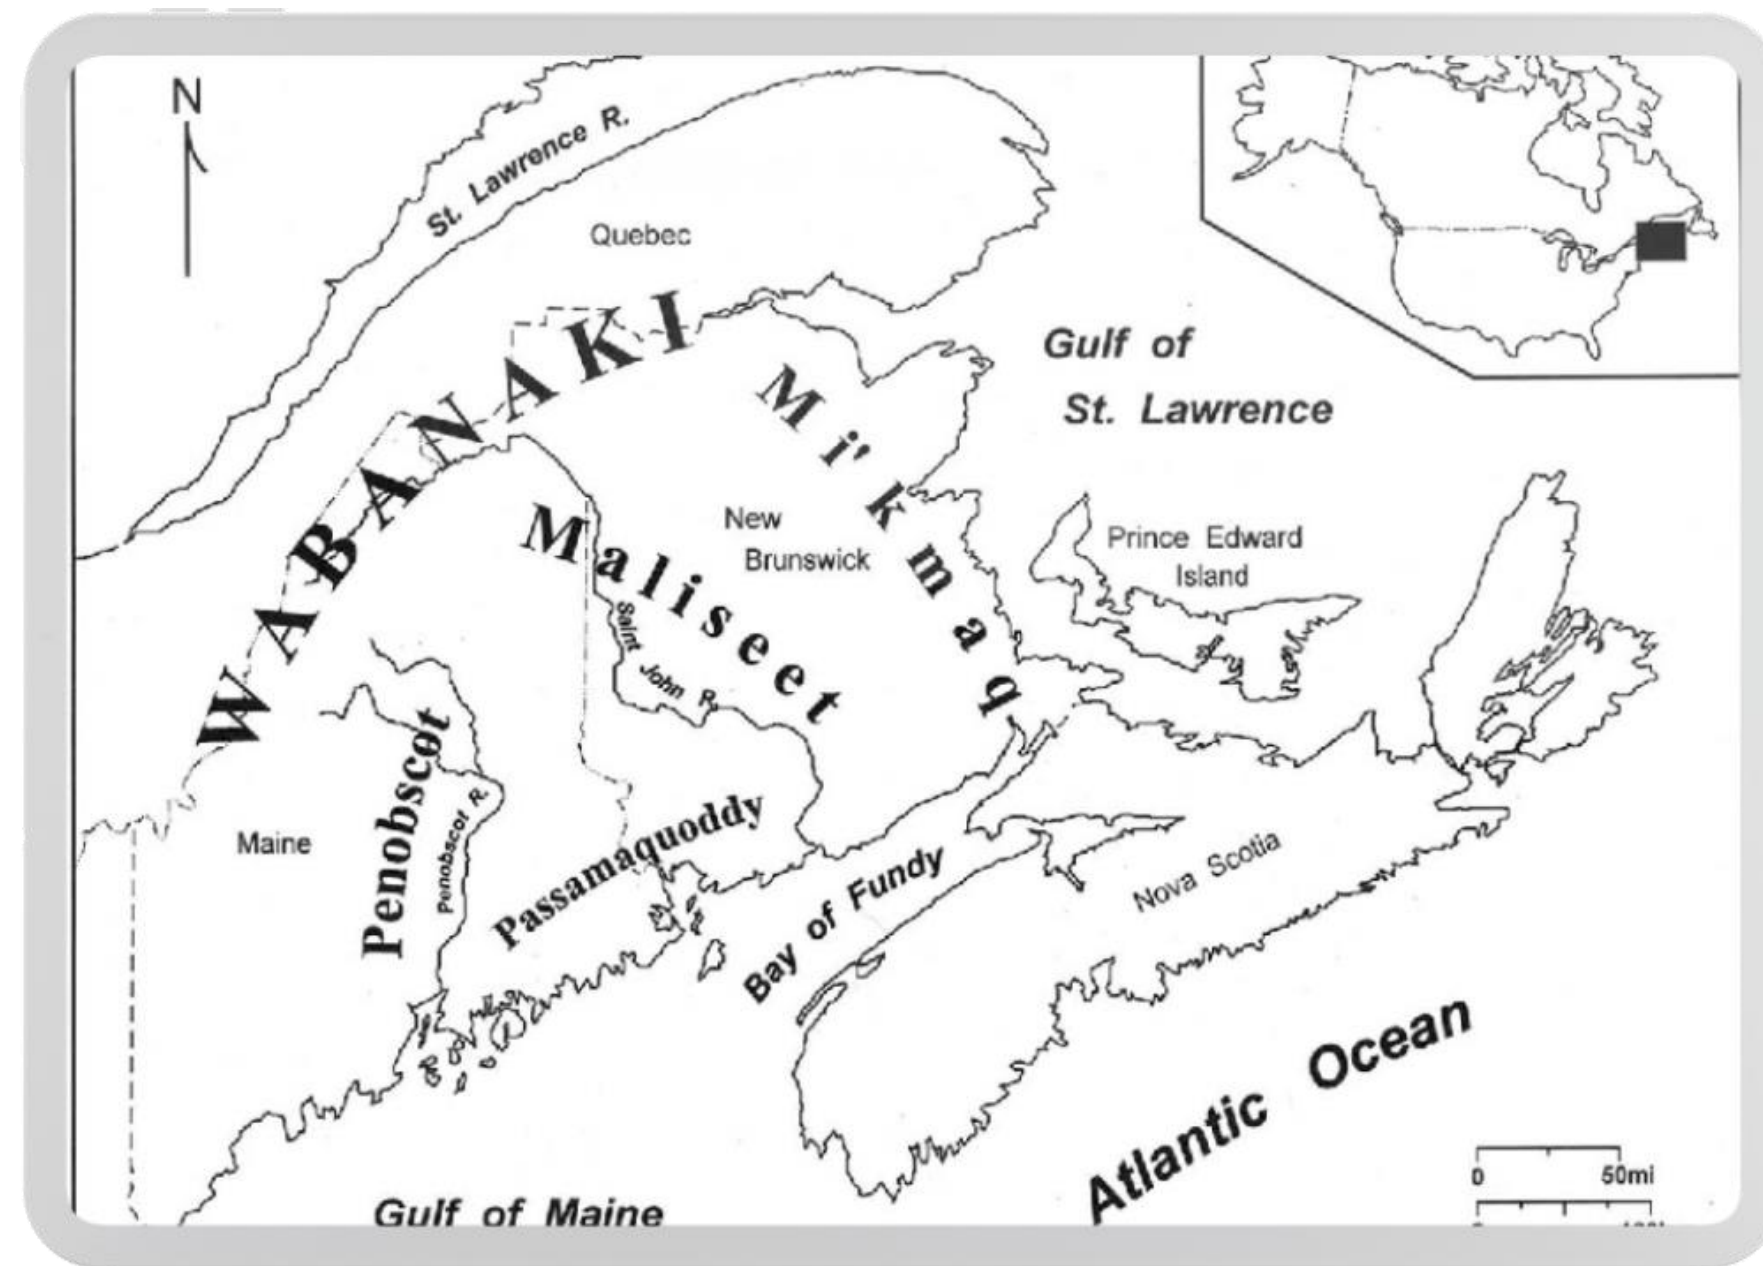 N
St. Lawrence R.
Quebec
WABANAKI
Mi'kmaq
Gulf of
St. Lawrence
Maliseet
New
Brunswick
Prince Edward
Island
Saint John R.
Penobscot
Penobscot R.
Maine
Passamaquoddy
Bay of Fundy
Nova Scotia
Atlantic Ocean
Gulf of Maine
0 50mi